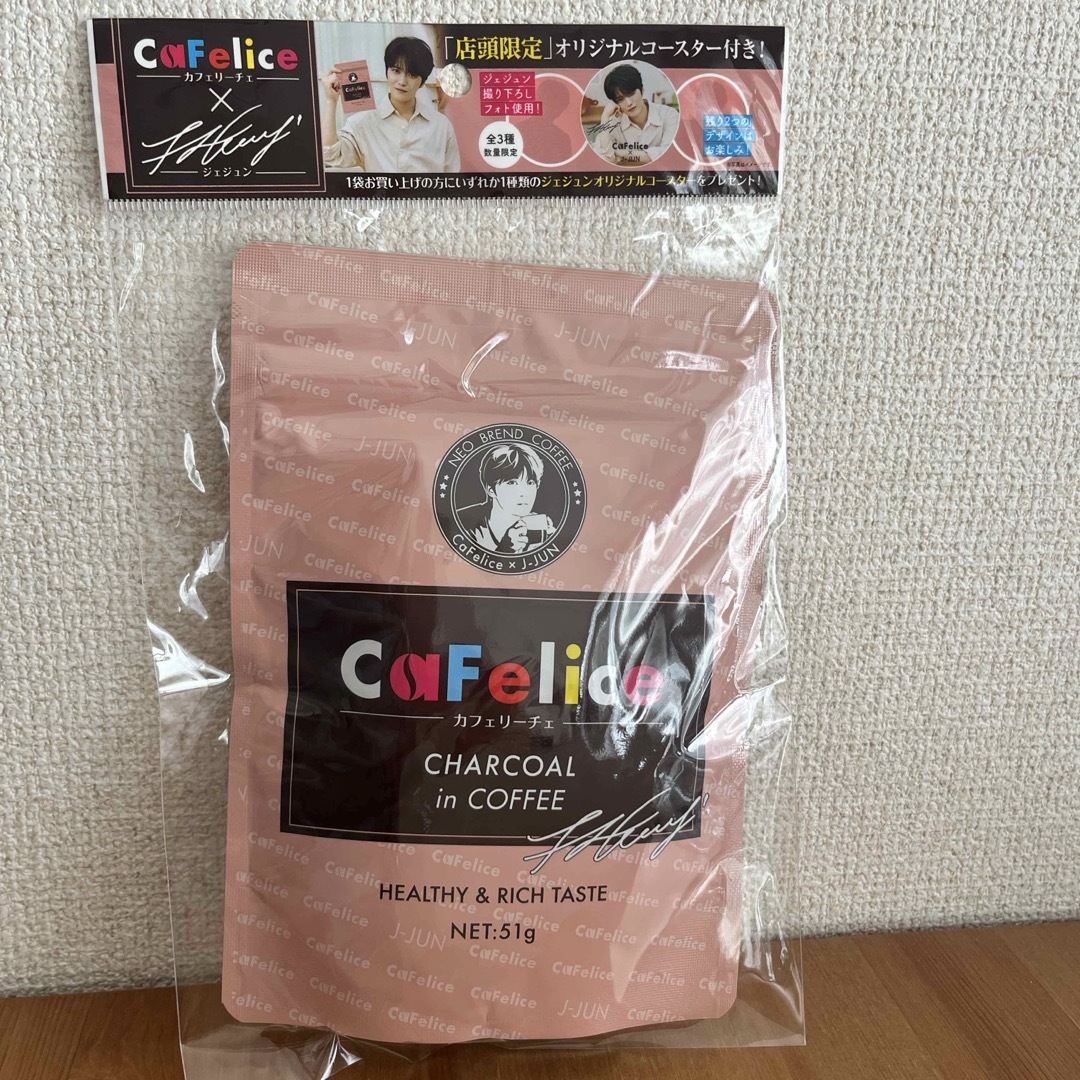 CaFelice
カフェリーチェ
×
ジェジュン
「店頭限定」オリジナルコースター付き!
ジェジュン
撮り下ろし
フォト使用!
全3種
数量限定
CaFelice
×
J-JUN
残り2つの
デザインは
お楽しみ!
1袋お買い上げの方にいずれか1種類のジェジュンオリジナルコースターをプレゼント!
NEO BREND COFFEE
CaFelice × J-JUN
CaFelice
カフェリーチェ
CHARCOAL
in COFFEE
HEALTHY & RICH TASTE
NET:51g
CaFelice
J-JUN